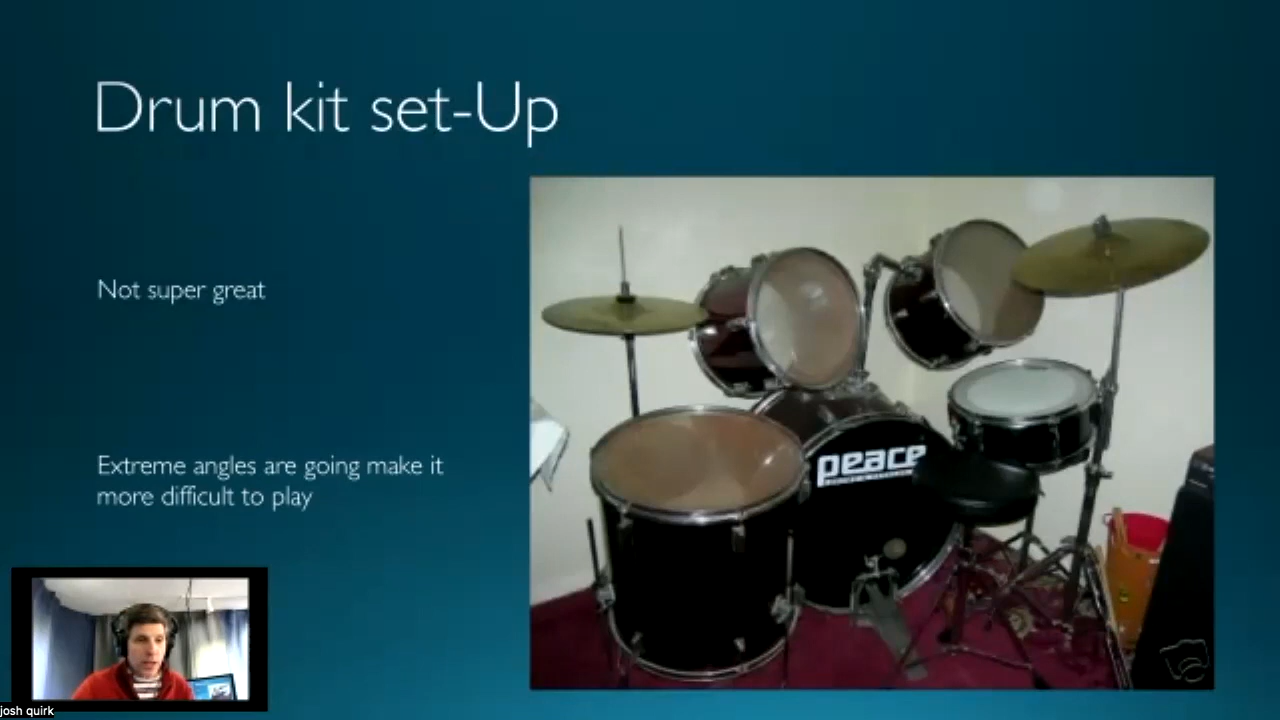 Drum kit set-Up
Not super great
Extreme angles are going make it
more difficult to play
peace
josh quirk